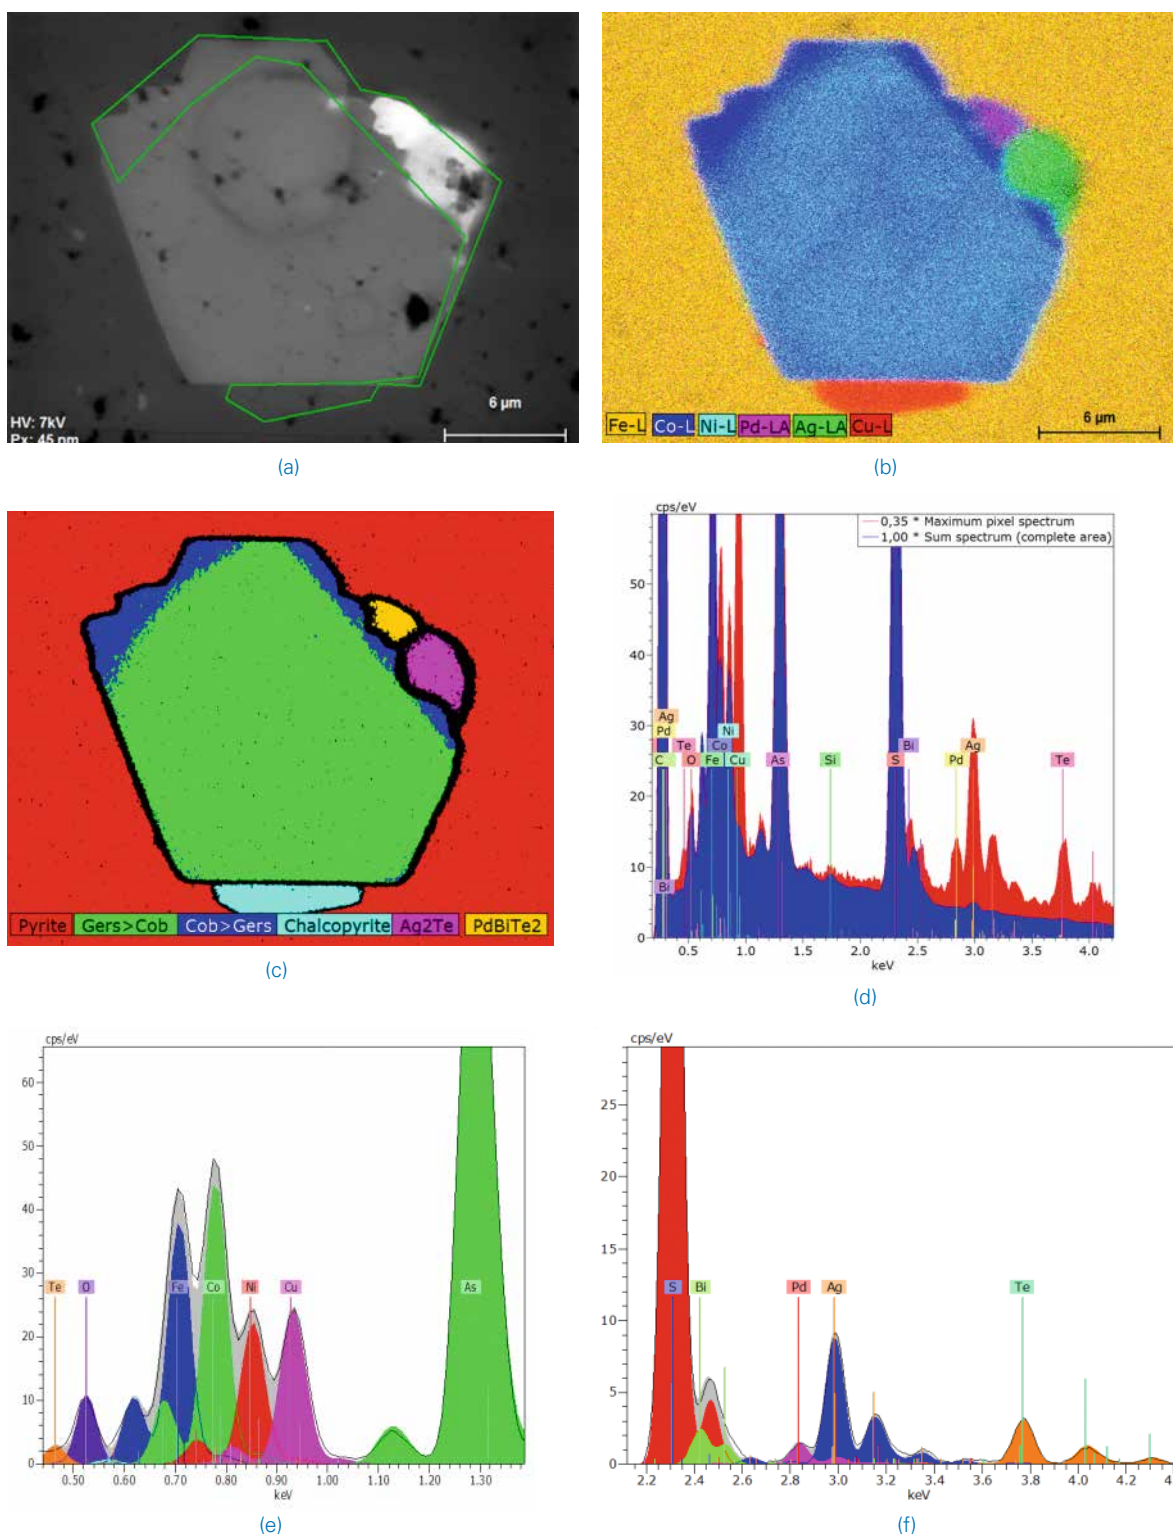 HV: 7kV
Px: 45 nm
6 µm
(a)
Fe-L Co-L Ni-L Pd-LA Ag-LA Cu-L
6 µm
(b)
Pyrite Gers>Cob Cob>Gers Chalcopyrite Ag2Te PdBiTe2
(c)
cps/eV
0,35 * Maximum pixel spectrum
1,00 * Sum spectrum (complete area)
50
40
30
20
10
0
Ag
Pd Ni
Te Co Bi
C O Fe Cu As Si S Pd Ag Te
Bi
0.5 1.0 1.5 2.0 2.5 3.0 3.5 4.0
keV
(d)
cps/eV
60
50
40
30
20
10
0
Te O Fe Co Ni Cu As
0.50 0.60 0.70 0.80 0.90 1.00 1.10 1.20 1.30
keV
(e)
cps/eV
25
20
15
10
5
0
S Bi Pd Ag Te
2.2 2.4 2.6 2.8 3.0 3.2 3.4 3.6 3.8 4.0 4.2
keV
(f)